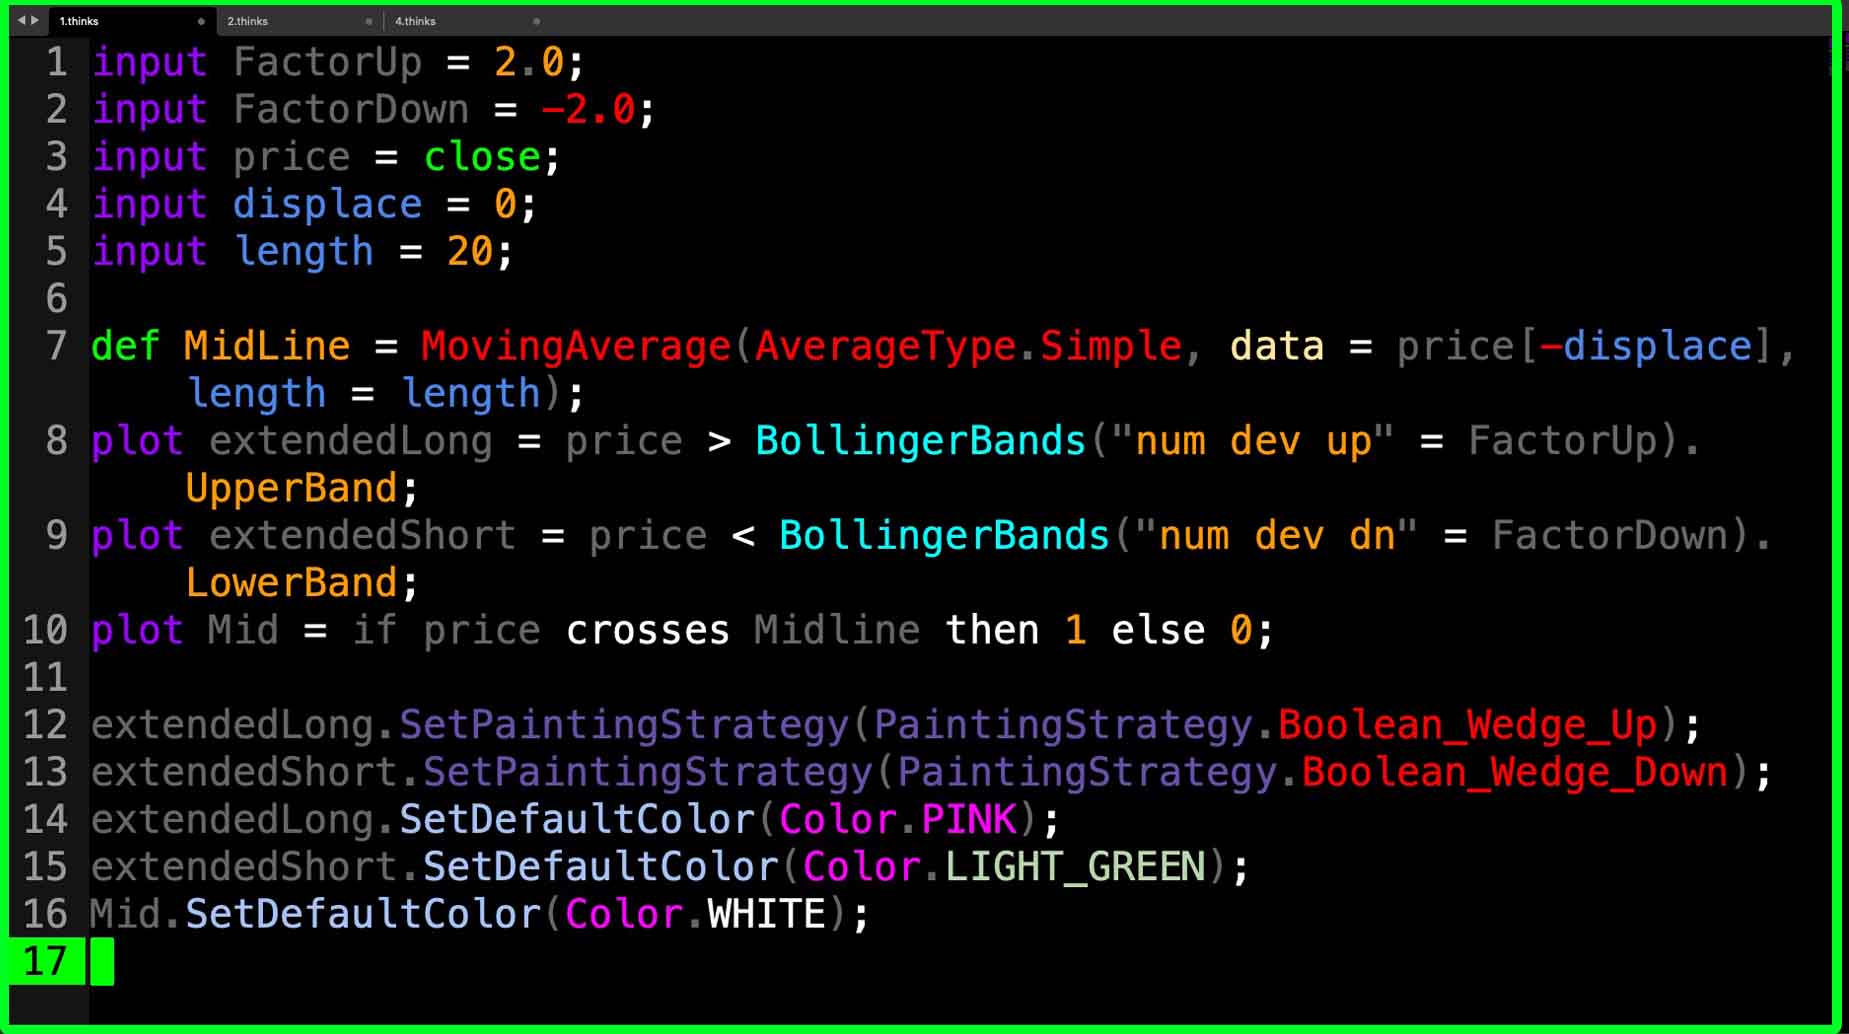 1.thinks 2.thinks 4.thinks
1 input FactorUp = 2.0;
2 input FactorDown = -2.0;
3 input price = close;
4 input displace = 0;
5 input length = 20;
6
7 def MidLine = MovingAverage(AverageType.Simple, data = price[-displace],
length = length);
8 plot extendedLong = price > BollingerBands("num dev up" = FactorUp).
UpperBand;
9 plot extendedShort = price < BollingerBands("num dev dn" = FactorDown).
LowerBand;
10 plot Mid = if price crosses Midline then 1 else 0;
11
12 extendedLong.SetPaintingStrategy(PaintingStrategy.Boolean_Wedge_Up);
13 extendedShort.SetPaintingStrategy(PaintingStrategy.Boolean_Wedge_Down);
14 extendedLong.SetDefaultColor(Color.PINK);
15 extendedShort.SetDefaultColor(Color.LIGHT_GREEN);
16 Mid.SetDefaultColor(Color.WHITE);
17